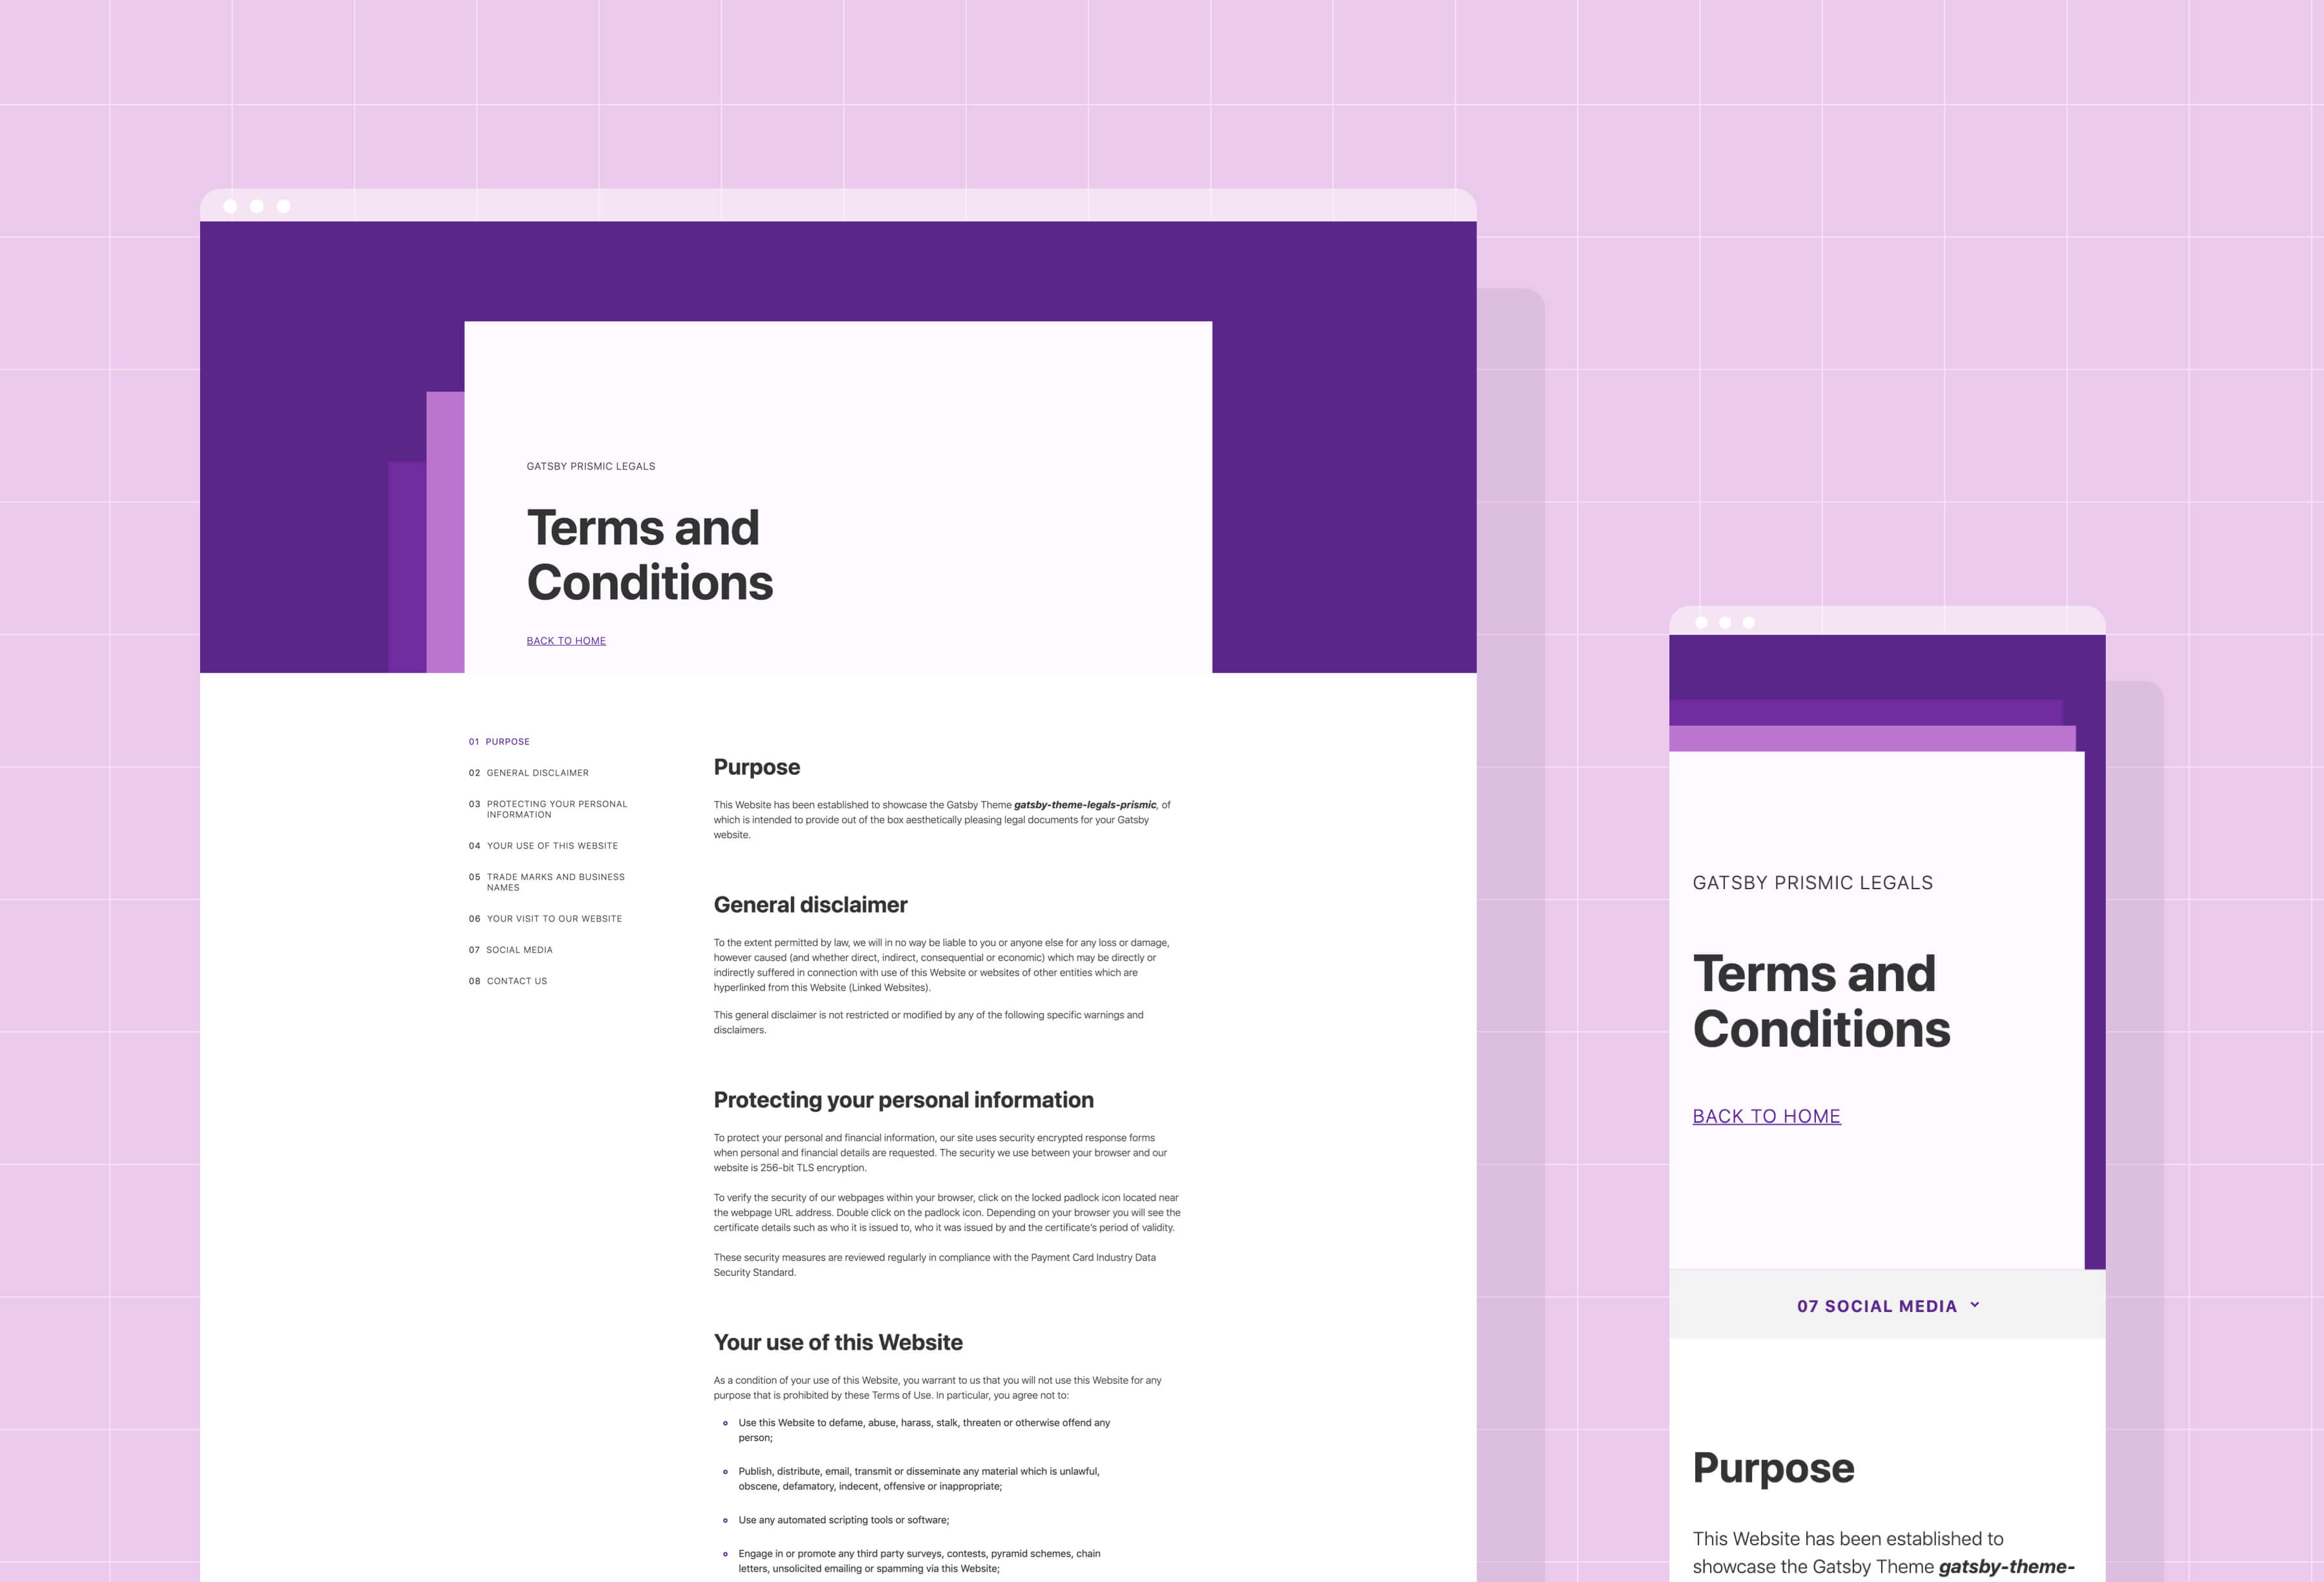 GATSBY PRISMIC LEGALS
Terms and
Conditions
BACK TO HOME
01 PURPOSE
02 GENERAL DISCLAIMER
03 PROTECTING YOUR PERSONAL
INFORMATION
04 YOUR USE OF THIS WEBSITE
05 TRADE MARKS AND BUSINESS
NAMES
06 YOUR VISIT TO OUR WEBSITE
07 SOCIAL MEDIA
08 CONTACT US
Purpose
This Website has been established to showcase the Gatsby Theme gatsby-theme-legals-prismic, of
which is intended to provide out of the box aesthetically pleasing legal documents for your Gatsby
website.
General disclaimer
To the extent permitted by law, we will in no way be liable to you or anyone else for any loss or damage,
however caused (and whether direct, indirect, consequential or economic) which may be directly or
indirectly suffered in connection with use of this Website or websites of other entities which are
hyperlinked from this Website (Linked Websites).
This general disclaimer is not restricted or modified by any of the following specific warnings and
disclaimers.
Protecting your personal information
To protect your personal and financial information, our site uses security encrypted response forms
when personal and financial details are requested. The security we use between your browser and our
website is 256-bit TLS encryption.
To verify the security of our webpages within your browser, click on the locked padlock icon located near
the webpage URL address. Double click on the padlock icon. Depending on your browser you will see the
certificate details such as who it is issued to, who it was issued by and the certificate's period of validity.
These security measures are reviewed regularly in compliance with the Payment Card Industry Data
Security Standard.
Your use of this Website
As a condition of your use of this Website, you warrant to us that you will not use this Website for any
purpose that is prohibited by these Terms of Use. In particular, you agree not to:
Use this Website to defame, abuse, harass, stalk, threaten or otherwise offend any
person;
Publish, distribute, email, transmit or disseminate any material which is unlawful,
obscene, defamatory, indecent, offensive or inappropriate;
Use any automated scripting tools or software;
Engage in or promote any third party surveys, contests, pyramid schemes, chain
letters, unsolicited emailing or spamming via this Website;
GATSBY PRISMIC LEGALS
Terms and
Conditions
BACK TO HOME
07 SOCIAL MEDIA
Purpose
This Website has been established to
showcase the Gatsby Theme gatsby-theme-